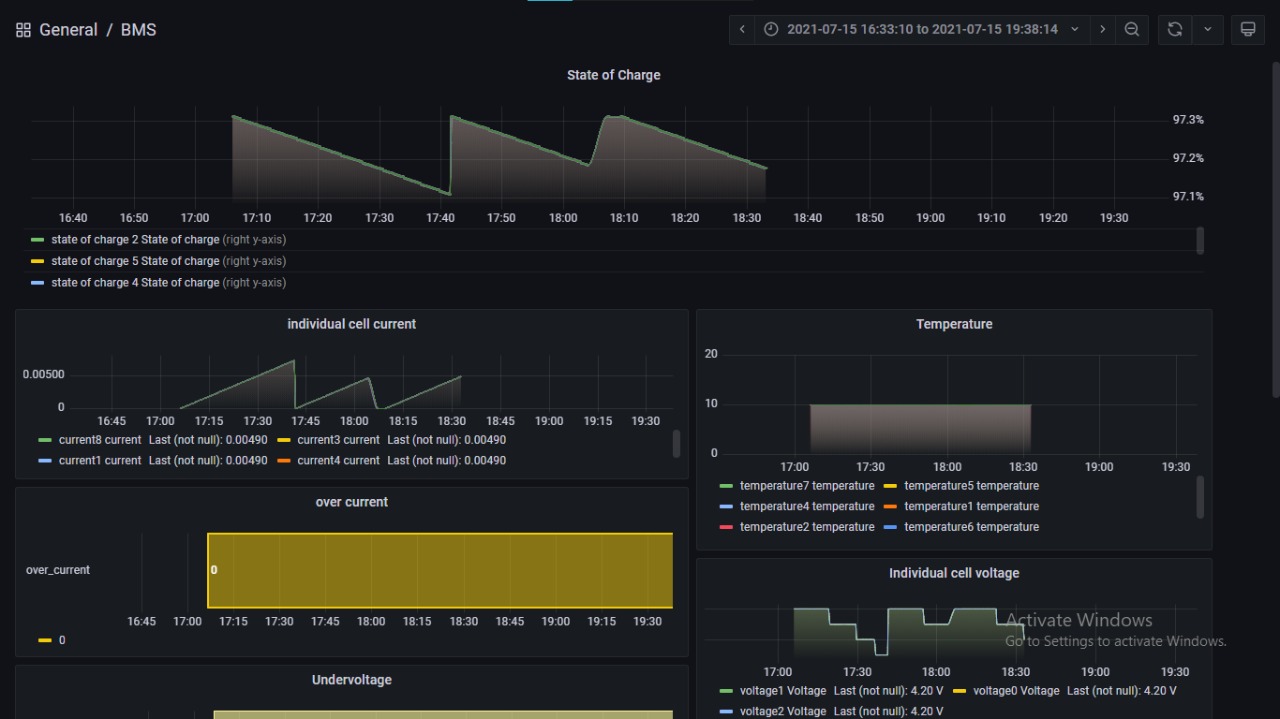 General / BMS
2021-07-15 16:33:10 to 2021-07-15 19:38:14
State of Charge
97.3%
97.2%
97.1%
16:40 16:50 17:00 17:10 17:20 17:30 17:40 17:50 18:00 18:10 18:20 18:30 18:40 18:50 19:00 19:10 19:20 19:30
state of charge 2 State of charge (right y-axis)
state of charge 5 State of charge (right y-axis)
state of charge 4 State of charge (right y-axis)
individual cell current
0.00500
0
16:45 17:00 17:15 17:30 17:45 18:00 18:15 18:30 18:45 19:00 19:15 19:30
current8 current Last (not null): 0.00490 current3 current Last (not null): 0.00490
current1 current Last (not null): 0.00490 current4 current Last (not null): 0.00490
Temperature
20
10
0
17:00 17:30 18:00 18:30 19:00 19:30
temperature7 temperature temperature5 temperature
temperature4 temperature temperature1 temperature
temperature2 temperature temperature6 temperature
over current
over_current
0
16:45 17:00 17:15 17:30 17:45 18:00 18:15 18:30 18:45 19:00 19:15 19:30
0
Individual cell voltage
17:00 17:30 18:00 18:30 19:00 19:30
voltage1 Voltage Last (not null): 4.20 V voltage0 Voltage Last (not null): 4.20 V
voltage2 Voltage Last (not null): 4.20 V
Undervoltage
Activate Windows
Go to Settings to activate Windows.